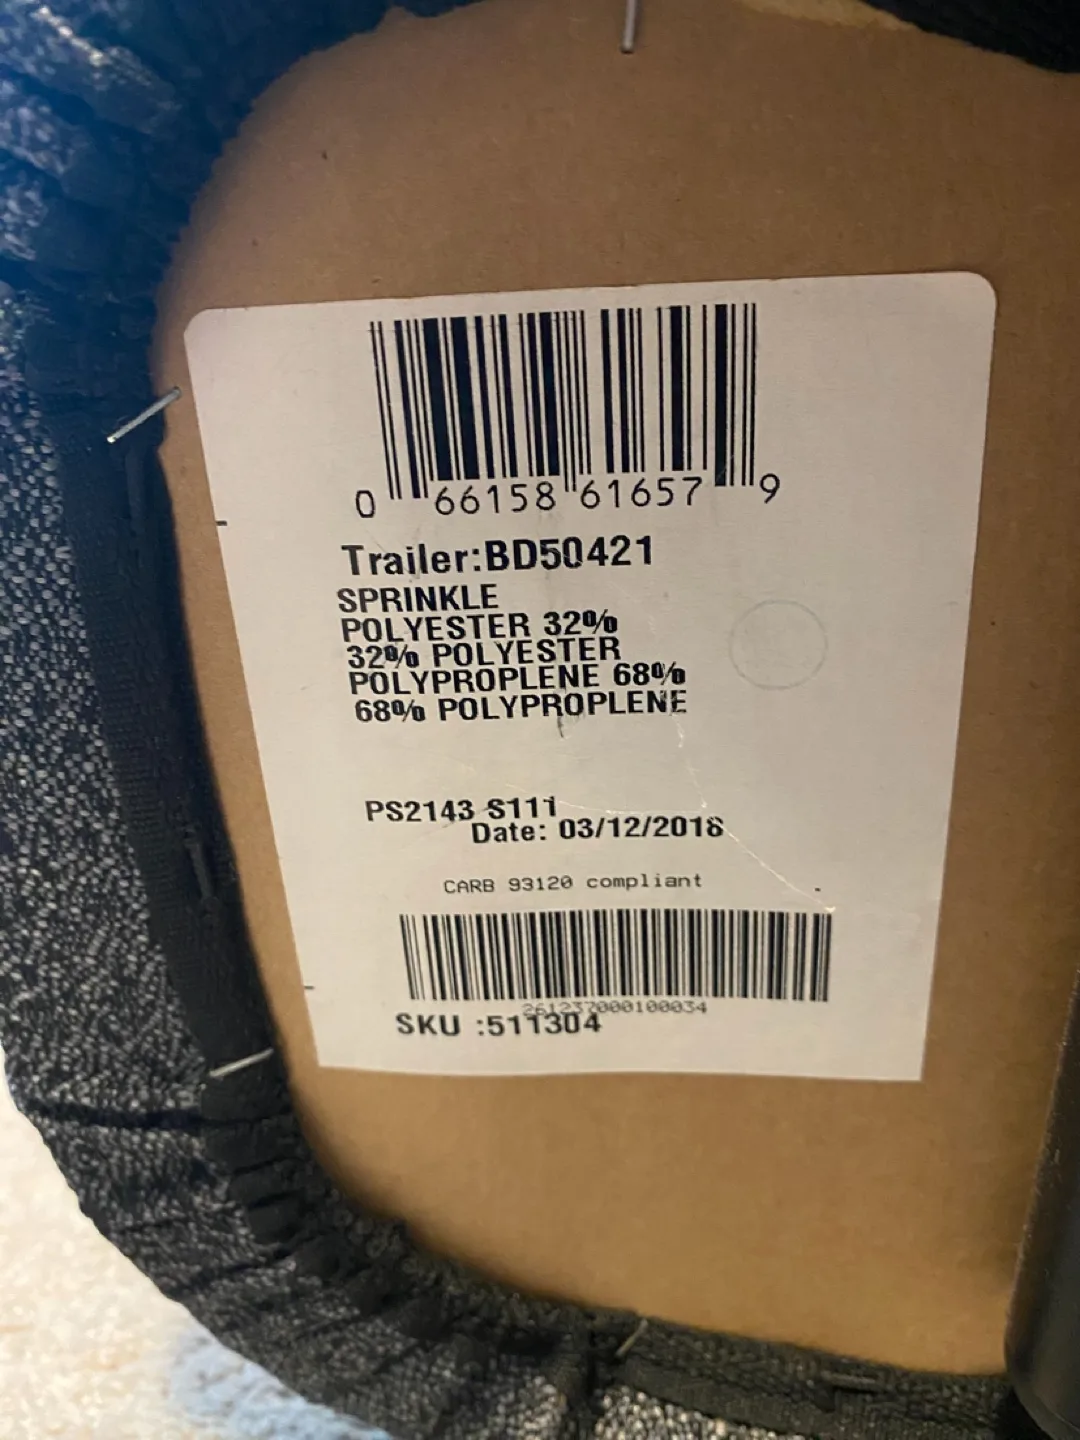 0 66158 61657 9
Trailer:BD50421
SPRINKLE
POLYESTER 32%
32% POLYESTER
POLYPROPLENE 68%
68% POLYPROPLENE
PS2143 S111
Date: 03/12/2018
CARB 93120 compliant
261237000100034
SKU :511304